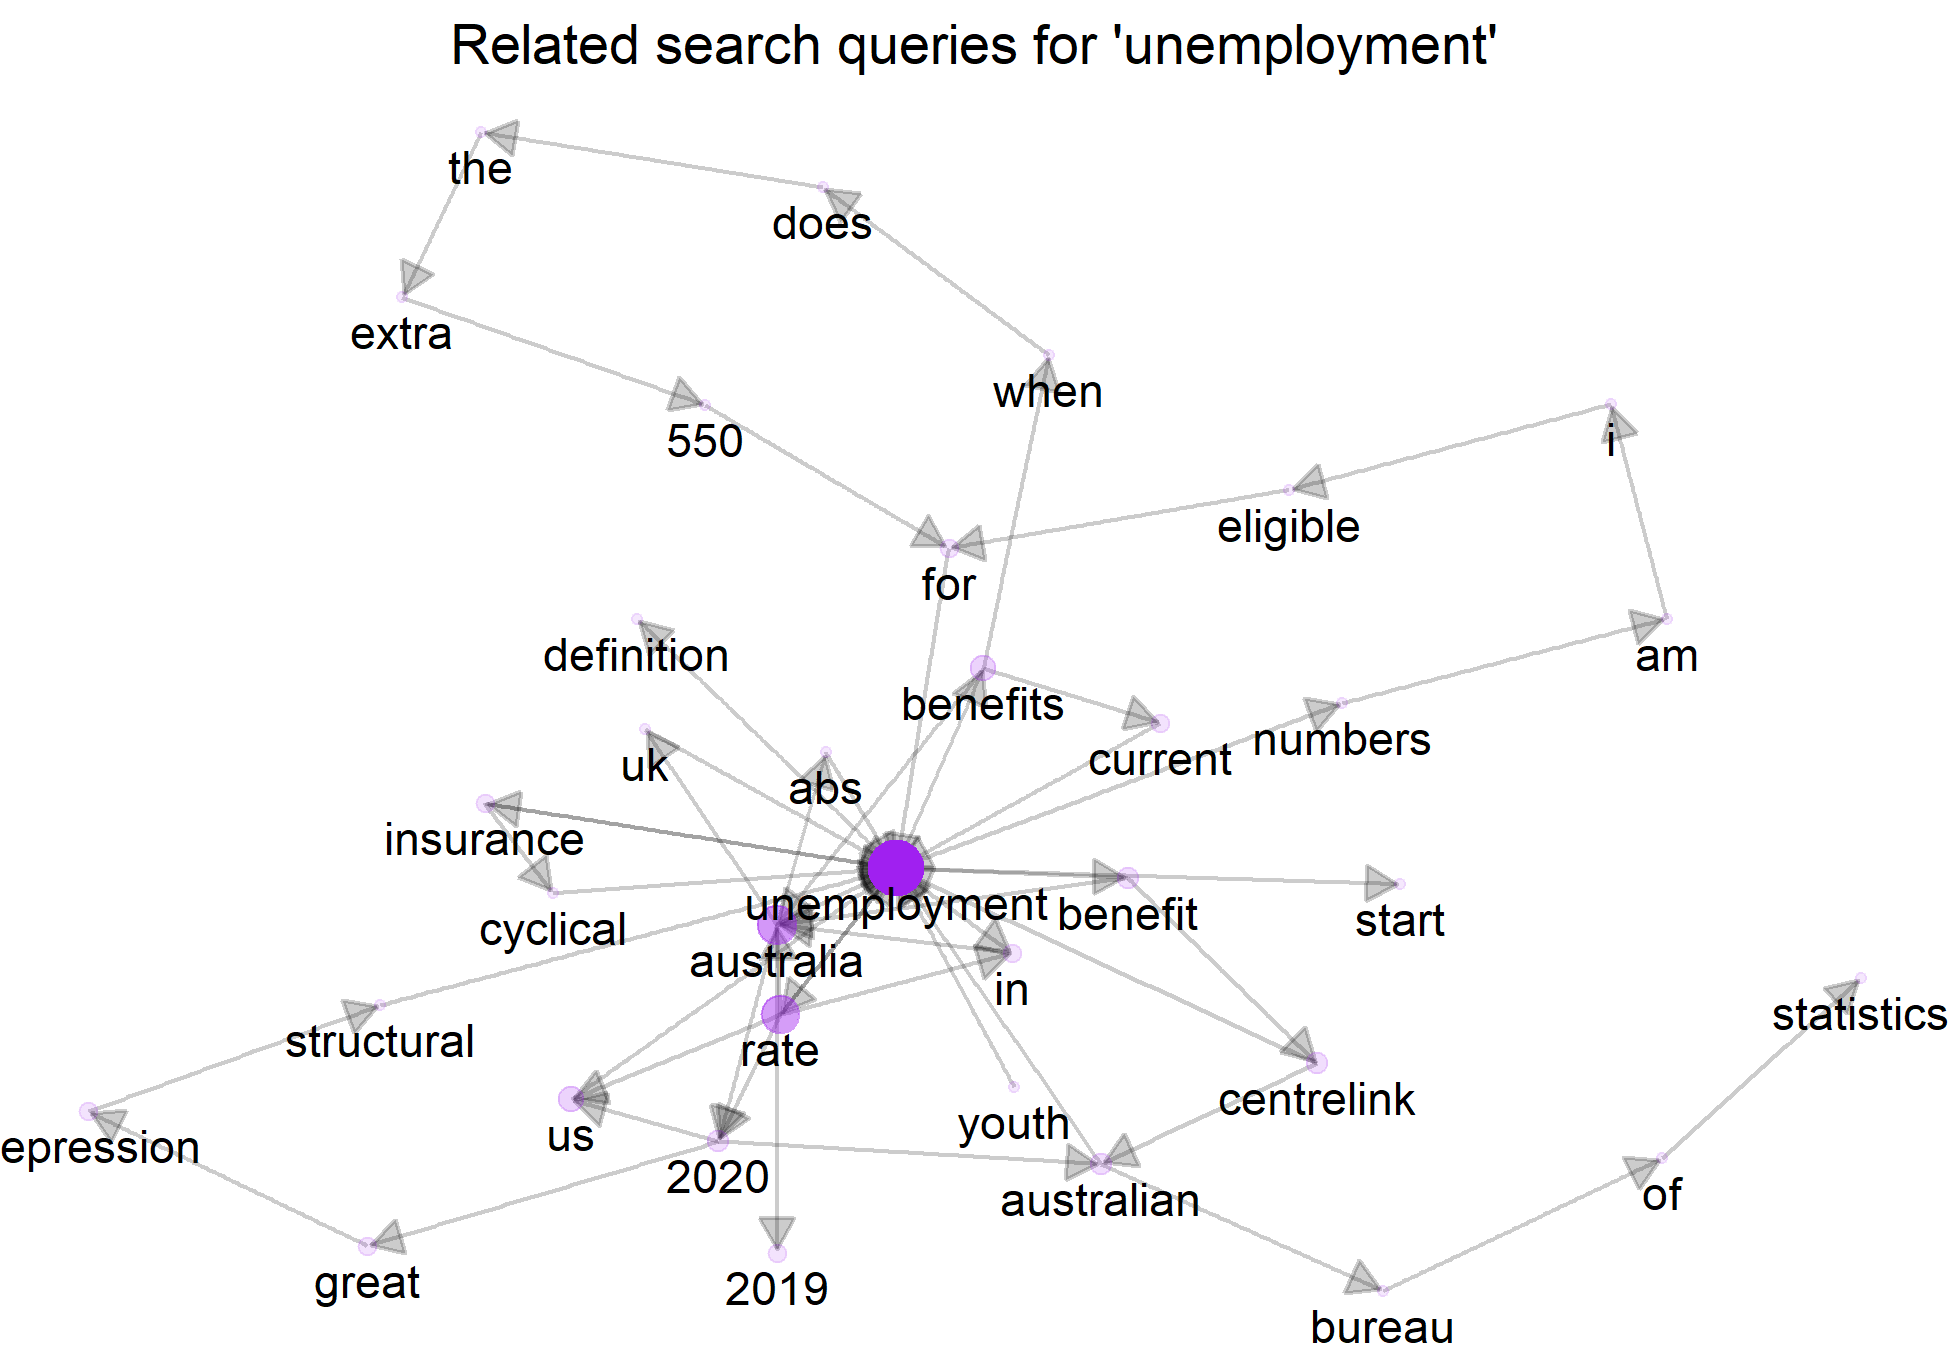 Related search queries for 'unemployment'
the
does
extra
when
550
i
eligible
for
definition
am
benefits
numbers
current
uk
abs
insurance
unemployment
benefit
start
cyclical
australia
in
statistics
structural
rate
centrelink
youth
us
epression
2020
of
australian
great
2019
bureau